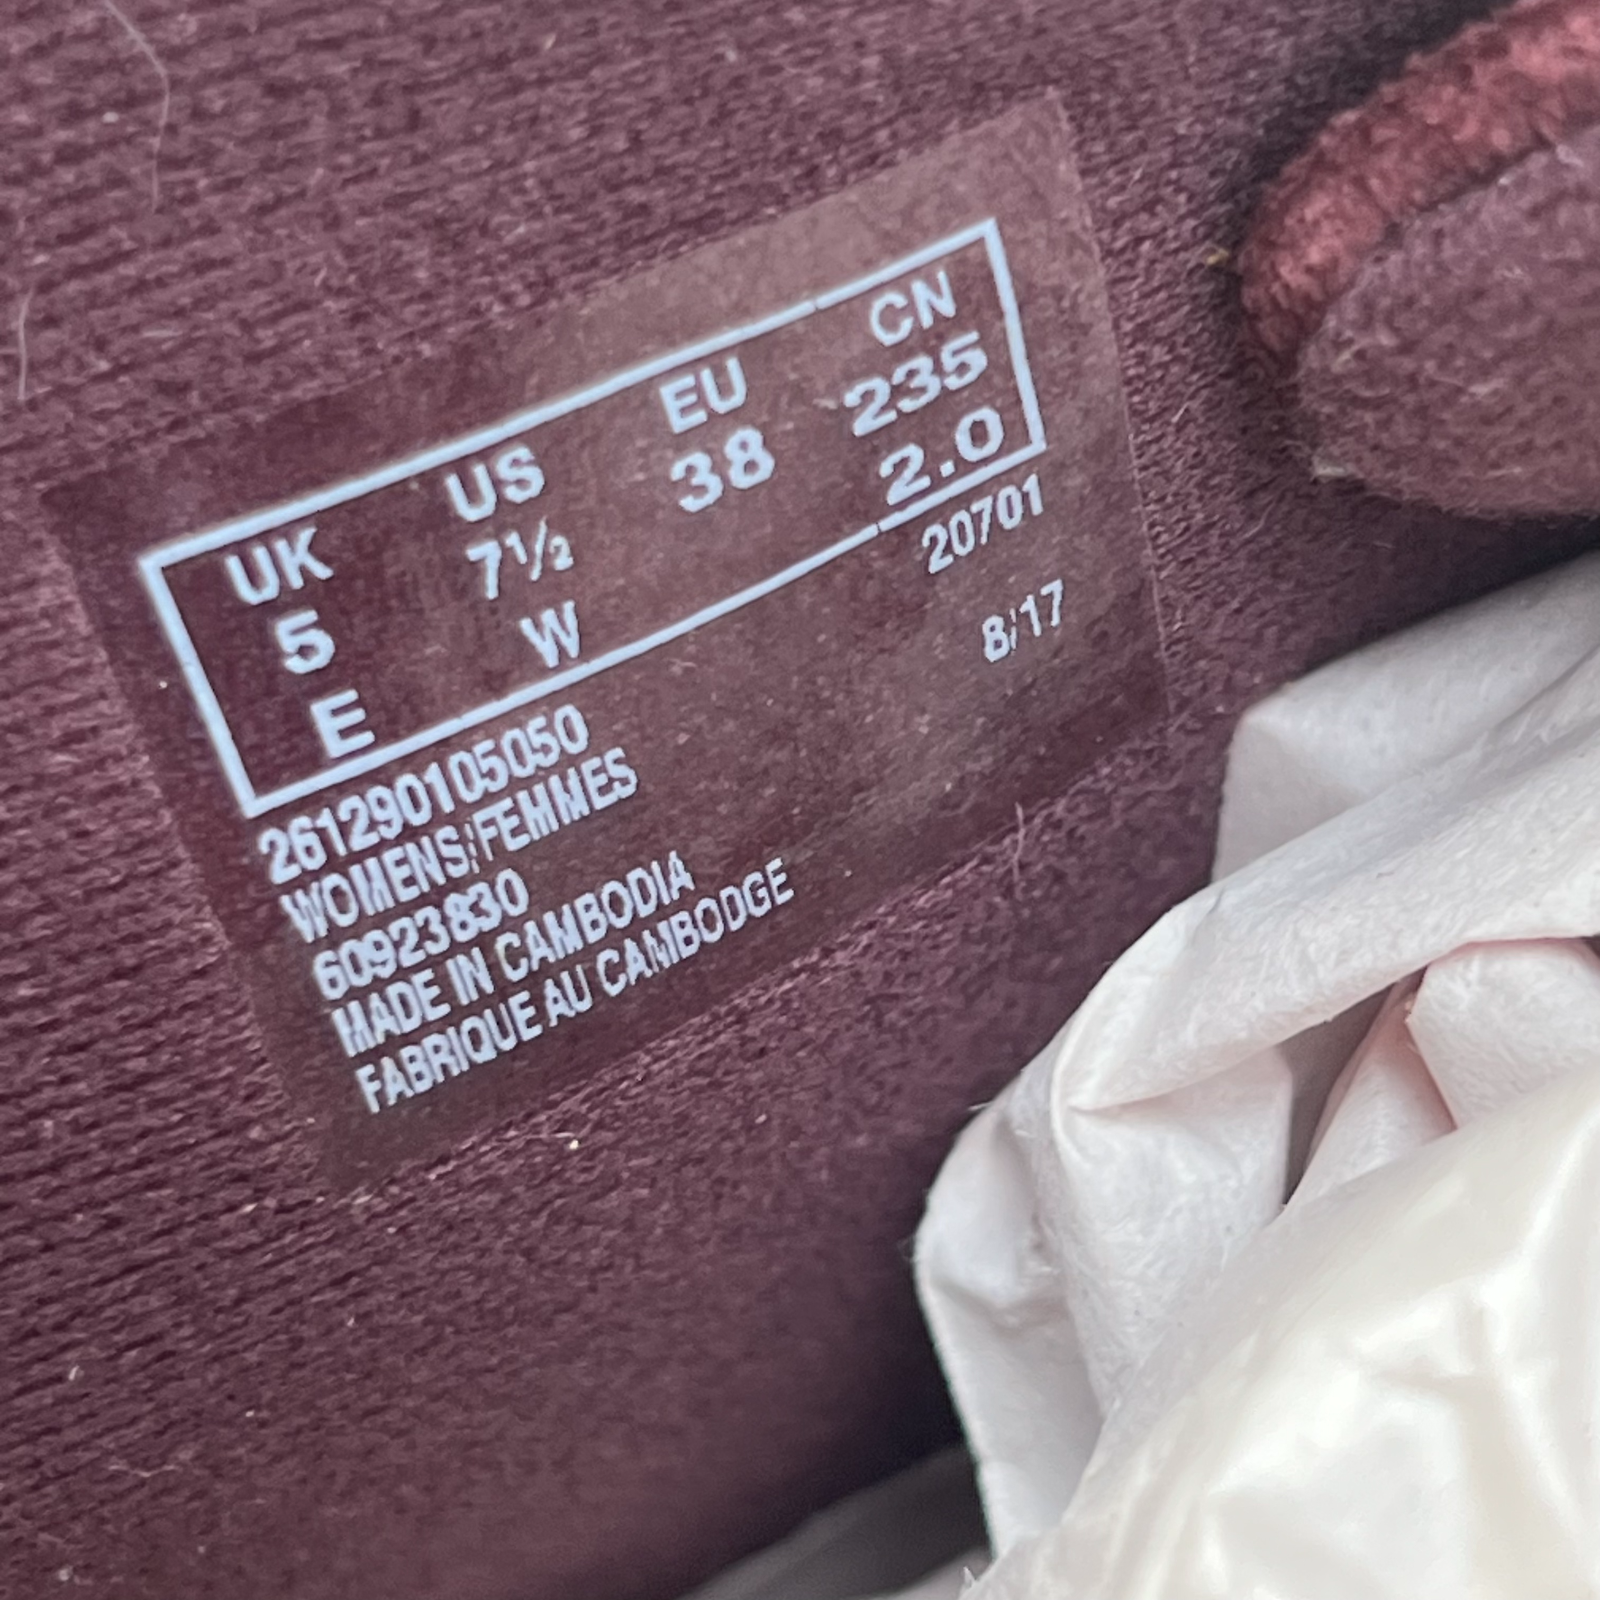 UK US EU CN
5 7½ 38 235
E W 2.0
261290105050 20701
WOMENS/FEMMES 8/17
60923830
MADE IN CAMBODIA
FABRIQUE AU CAMBODGE